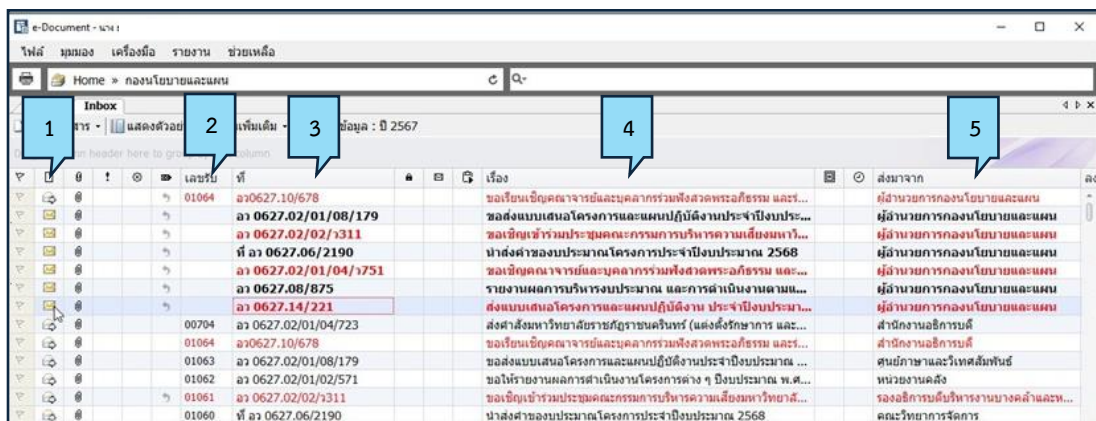 e-Document - นาง
ไฟล์ มุมมอง เครื่องมือ รายงาน ช่วยเหลือ
Home » กองนโยบายและแผน
Inbox
1 สาร แสดงตัวอย่ 2 เพิ่มเติม 3 ข้อมูล : ปี 2567 4 5
column header here to
เลขรับ ที่ เรื่อง ส่งมาจาก
01064 อว0627.10/678 ขอเรียนเชิญคณาจารย์และบุคลากรร่วมฟังสวดพระอภิธรรม และร่... ผู้อำนวยการกองนโยบายและแผน
อว 0627.02/01/08/179 ขอส่งแบบเสนอโครงการและแผนปฏิบัติงานประจำปีงบประ... ผู้อำนวยการกองนโยบายและแผน
อว 0627.02/02/ว311 ขอเชิญเข้าร่วมประชุมคณะกรรมการบริหารความเสี่ยงมหาวิ... ผู้อำนวยการกองนโยบายและแผน
ที่ อว 0627.06/2190 นำส่งคำของบประมาณโครงการประจำปีงบประมาณ 2568 ผู้อำนวยการกองนโยบายและแผน
อว 0627.02/01/04/ว751 ขอเชิญคณาจารย์และบุคลากรร่วมฟังสวดพระอภิธรรม และ... ผู้อำนวยการกองนโยบายและแผน
อว 0627.08/875 รายงานผลการบริหารงบประมาณ และการดำเนินงานตามแ... ผู้อำนวยการกองนโยบายและแผน
อว 0627.14/221 ส่งแบบเสนอโครงการและแผนปฏิบัติงาน ประจำปีงบประมา... ผู้อำนวยการกองนโยบายและแผน
00704 อว 0627.02/01/04/723 ส่งคำสั่งมหาวิทยาลัยราชภัฏราชนครินทร์ (แต่งตั้งรักษาการ และ... สำนักงานอธิการบดี
01064 อว0627.10/678 ขอเรียนเชิญคณาจารย์และบุคลากรร่วมฟังสวดพระอภิธรรม และร่... สำนักงานอธิการบดี
01063 อว 0627.02/01/08/179 ขอส่งแบบเสนอโครงการและแผนปฏิบัติงานประจำปีงบประมาณ ... ศูนย์ภาษาและวิเทศสัมพันธ์
01062 อว 0627.02/01/02/571 ขอให้รายงานผลการดำเนินงานโครงการต่าง ๆ ปีงบประมาณ พ.ศ... หน่วยงานคลัง
01061 อว 0627.02/02/ว311 ขอเชิญเข้าร่วมประชุมคณะกรรมการบริหารความเสี่ยงมหาวิทยาลั... รองอธิการบดีบริหารงานบางคล้าและห...
01060 ที่ อว 0627.06/2190 นำส่งคำของบประมาณโครงการประจำปีงบประมาณ 2568 คณะวิทยาการจัดการ